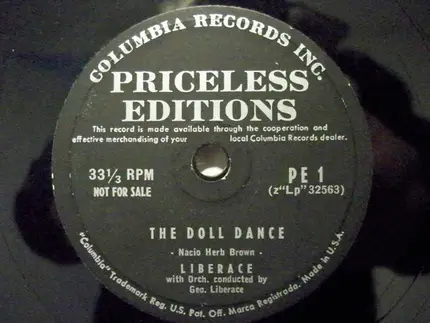 COLUMBIA RECORDS INC.
PRICELESS
EDITIONS
This record is made available through the cooperation and
effective merchandising of your local Columbia Records dealer.
33⅓ RPM
NOT FOR SALE
PE 1
(z"Lp" 32563)
THE DOLL DANCE
- Nacio Herb Brown -
LIBERACE
with Orch. conducted by
Geo. Liberace
"Columbia" Trademark Reg. U.S. Pat. Off. Marca Registrada. Made in U.S.A.